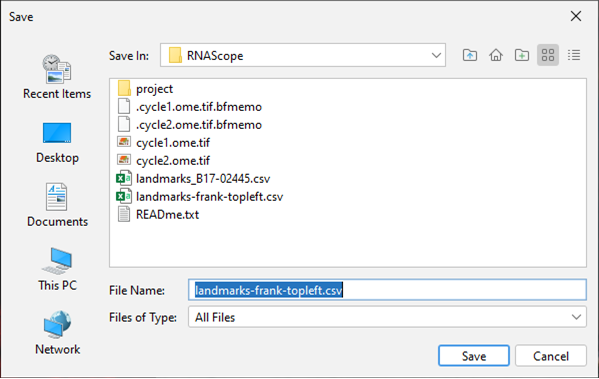 Save
Save In:
RNAScope
Recent Items
Desktop
Documents
This PC
Network
project
.cycle1.ome.tif.bfmemo
.cycle2.ome.tif.bfmemo
cycle1.ome.tif
cycle2.ome.tif
landmarks_B17-02445.csv
landmarks-frank-topleft.csv
READme.txt
File Name:
landmarks-frank-topleft.csv
Files of Type:
All Files
Save
Cancel